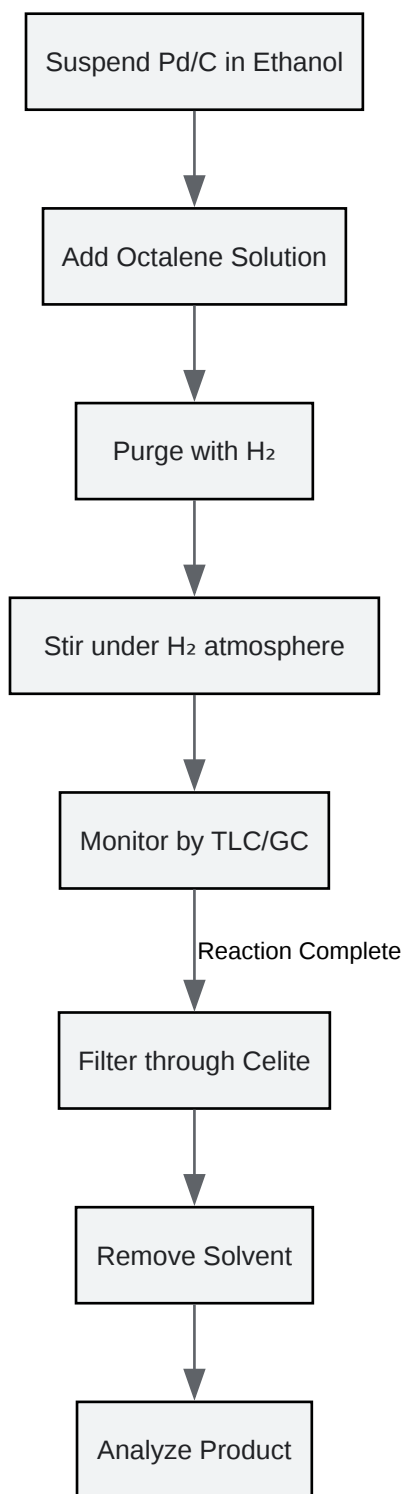 Suspend Pd/C in Ethanol
Add Octalene Solution
Purge with H₂
Stir under H₂ atmosphere
Monitor by TLC/GC
Reaction Complete
Filter through Celite
Remove Solvent
Analyze Product